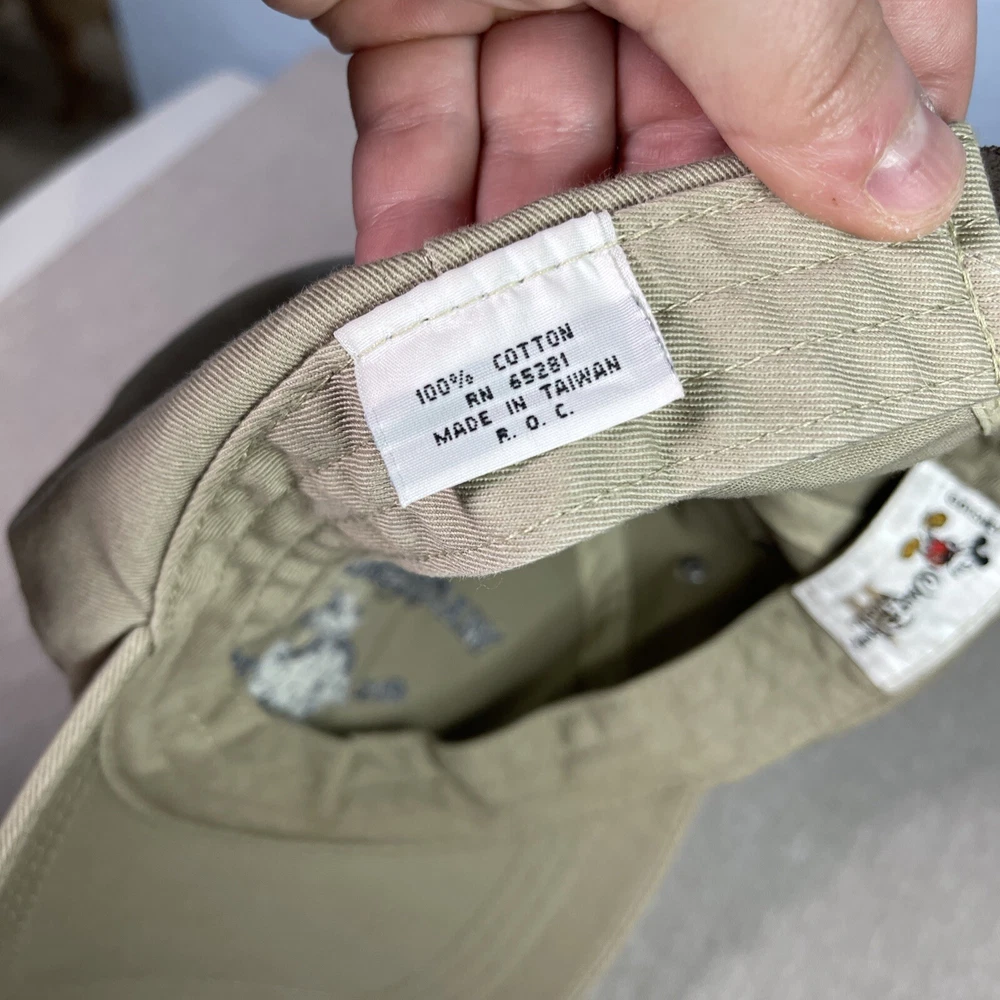 100% COTTON
RN 65281
MADE IN TAIWAN
R. O. C.